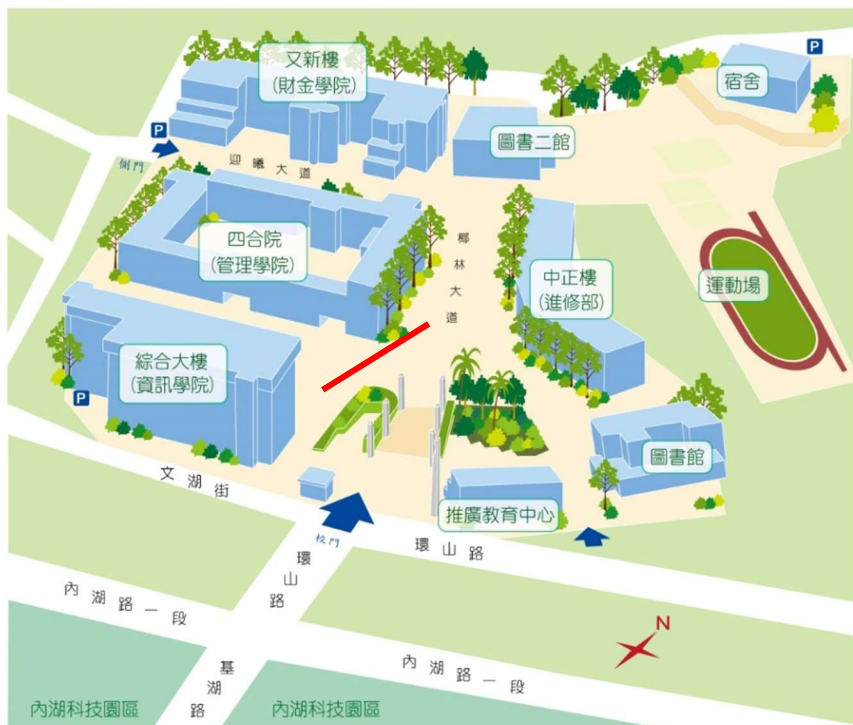 又新樓
(財金學院)
宿舍
P
P
圖書二館
側門
迎曦大道
四合院
(管理學院)
椰林大道
中正樓
(進修部)
運動場
綜合大樓
(資訊學院)
P
圖書館
文湖街
推廣教育中心
校門
環山路
環山路
內湖路一段
N
基湖路
內湖路一段
內湖科技園區
內湖科技園區